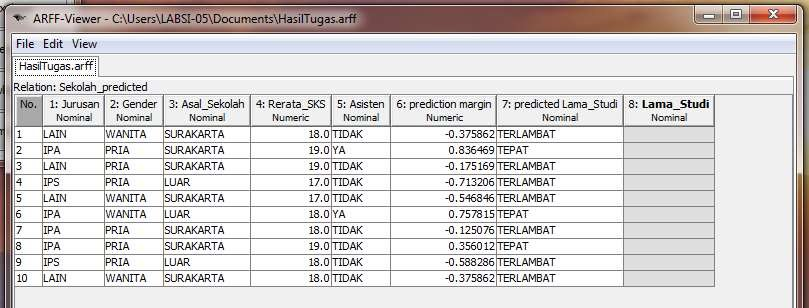 ARFF-Viewer - C:\Users\LABSI-05\Documents\HasilTugas.arff
File Edit View
HasilTugas.arff
Relation: Sekolah_predicted
No. 1: Jurusan 2: Gender 3: Asal_Sekolah 4: Rerata_SKS 5: Asisten 6: prediction margin 7: predicted Lama_Studi 8: Lama_Studi
Nominal Nominal Nominal Numeric Nominal Numeric Nominal Nominal
1 LAIN WANITA SURAKARTA 18.0 TIDAK -0.375862 TERLAMBAT
2 IPA PRIA SURAKARTA 19.0 YA 0.836469 TEPAT
3 LAIN PRIA SURAKARTA 19.0 TIDAK -0.175169 TERLAMBAT
4 IPS PRIA LUAR 17.0 TIDAK -0.713206 TERLAMBAT
5 LAIN WANITA SURAKARTA 17.0 TIDAK -0.546846 TERLAMBAT
6 IPA WANITA LUAR 18.0 YA 0.757815 TEPAT
7 IPA PRIA SURAKARTA 18.0 TIDAK -0.125076 TERLAMBAT
8 IPA PRIA SURAKARTA 19.0 TIDAK 0.356012 TEPAT
9 IPS PRIA LUAR 18.0 TIDAK -0.588286 TERLAMBAT
10 LAIN WANITA SURAKARTA 18.0 TIDAK -0.375862 TERLAMBAT